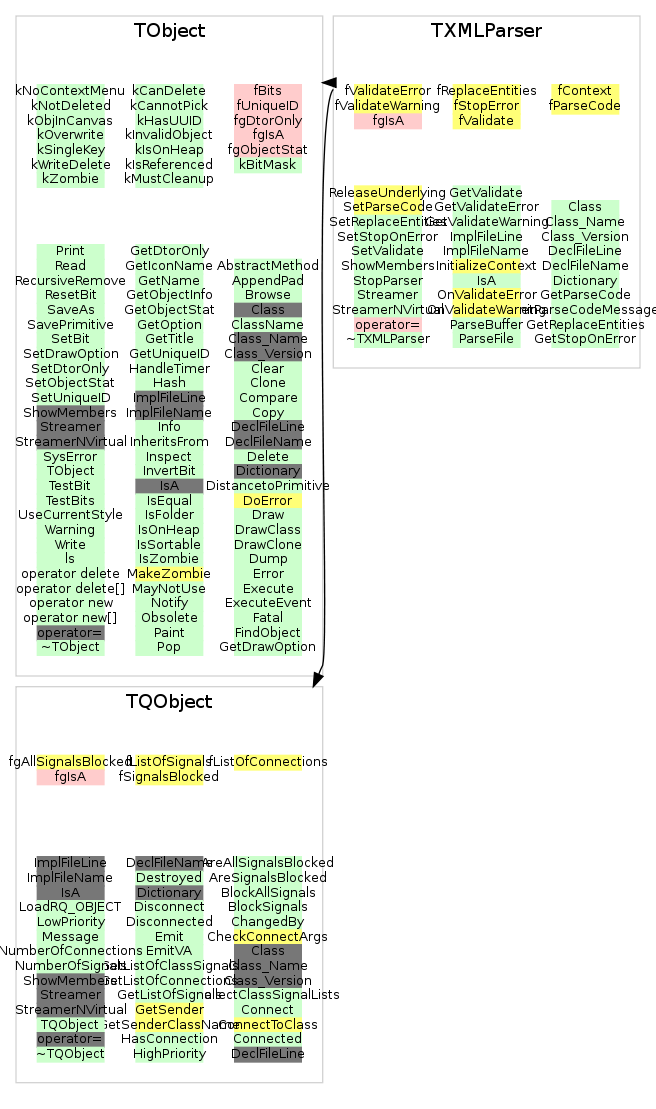 TObject
kNoContextMenu
kNotDeleted
kObjInCanvas
kOverwrite
kSingleKey
kWriteDelete
kZombie
kCanDelete
kCannotPick
kHasUUID
kInvalidObject
kIsOnHeap
kIsReferenced
kMustCleanup
fBits
fUniqueID
fgDtorOnly
fgIsA
fgObjectStat
kBitMask
Print
Read
RecursiveRemove
ResetBit
SaveAs
SavePrimitive
SetBit
SetDrawOption
SetDtorOnly
SetObjectStat
SetUniqueID
ShowMembers
Streamer
StreamerNVirtual
SysError
TObject
TestBit
TestBits
UseCurrentStyle
Warning
Write
ls
operator delete
operator delete[]
operator new
operator new[]
operator=
~TObject
GetDtorOnly
GetIconName
GetName
GetObjectInfo
GetObjectStat
GetOption
GetTitle
GetUniqueID
HandleTimer
Hash
ImplFileLine
ImplFileName
Info
InheritsFrom
Inspect
InvertBit
IsA
IsEqual
IsFolder
IsOnHeap
IsSortable
IsZombie
MakeZombie
MayNotUse
Notify
Obsolete
Paint
Pop
AbstractMethod
AppendPad
Browse
Class
ClassName
Class_Name
Class_Version
Clear
Clone
Compare
Copy
DeclFileLine
DeclFileName
Delete
Dictionary
DistancetoPrimitive
DoError
Draw
DrawClass
DrawClone
Dump
Error
Execute
ExecuteEvent
Fatal
FindObject
GetDrawOption
TXMLParser
fValidateError
fValidateWarning
fgIsA
fReplaceEntities
fStopError
fValidate
fContext
fParseCode
ReleaseUnderlying
SetParseCode
SetReplaceEntities
SetStopOnError
SetValidate
ShowMembers
StopParser
Streamer
StreamerNVirtual
operator=
~TXMLParser
GetValidate
GetValidateError
GetValidateWarning
ImplFileLine
ImplFileName
InitializeContext
IsA
OnValidateError
OnValidateWarning
ParseBuffer
ParseFile
Class
Class_Name
Class_Version
DeclFileLine
DeclFileName
Dictionary
GetParseCode
GetParseCodeMessage
GetReplaceEntities
GetStopOnError
TQObject
fgAllSignalsBlocked
fgIsA
fListOfSignals
fSignalsBlocked
fListOfConnections
ImplFileLine
ImplFileName
IsA
LoadRQ_OBJECT
LowPriority
Message
NumberOfConnections
NumberOfSignals
ShowMembers
Streamer
StreamerNVirtual
TQObject
operator=
~TQObject
DeclFileName
Destroyed
Dictionary
Disconnect
Disconnected
Emit
EmitVA
GetListOfClassSignals
GetListOfConnections
GetListOfSignals
GetSender
GetSenderClassName
HasConnection
HighPriority
AreAllSignalsBlocked
AreSignalsBlocked
BlockAllSignals
BlockSignals
ChangedBy
CheckConnectArgs
Class
Class_Name
Class_Version
CollectClassSignalLists
Connect
ConnectToClass
Connected
DeclFileLine